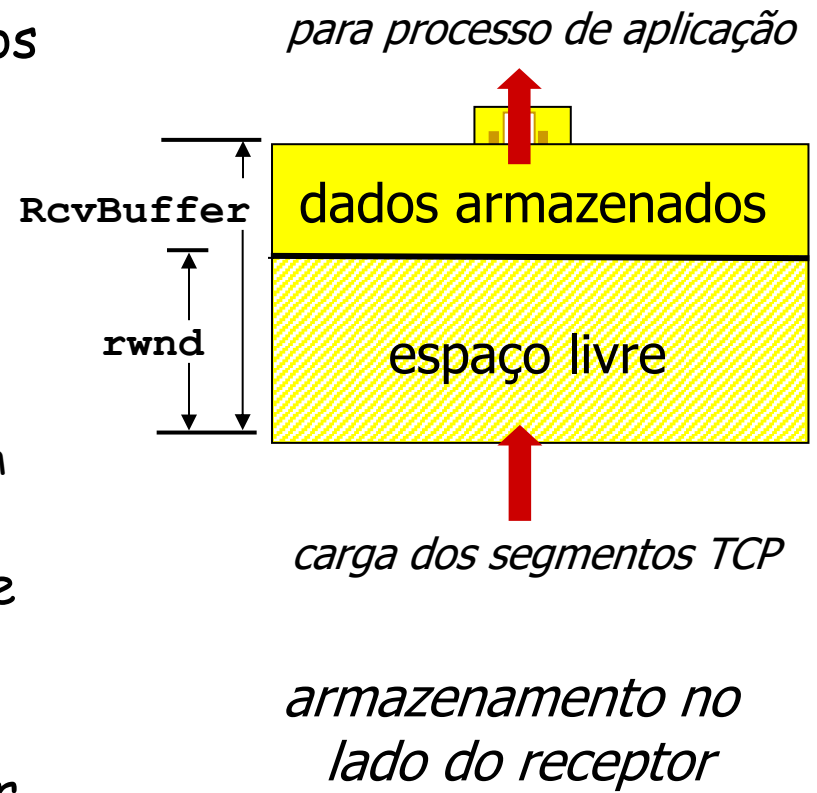 para processo de aplicação
os
RcvBuffer
dados armazenados
rwnd
espaço livre
carga dos segmentos TCP
e
armazenamento no
lado do receptor